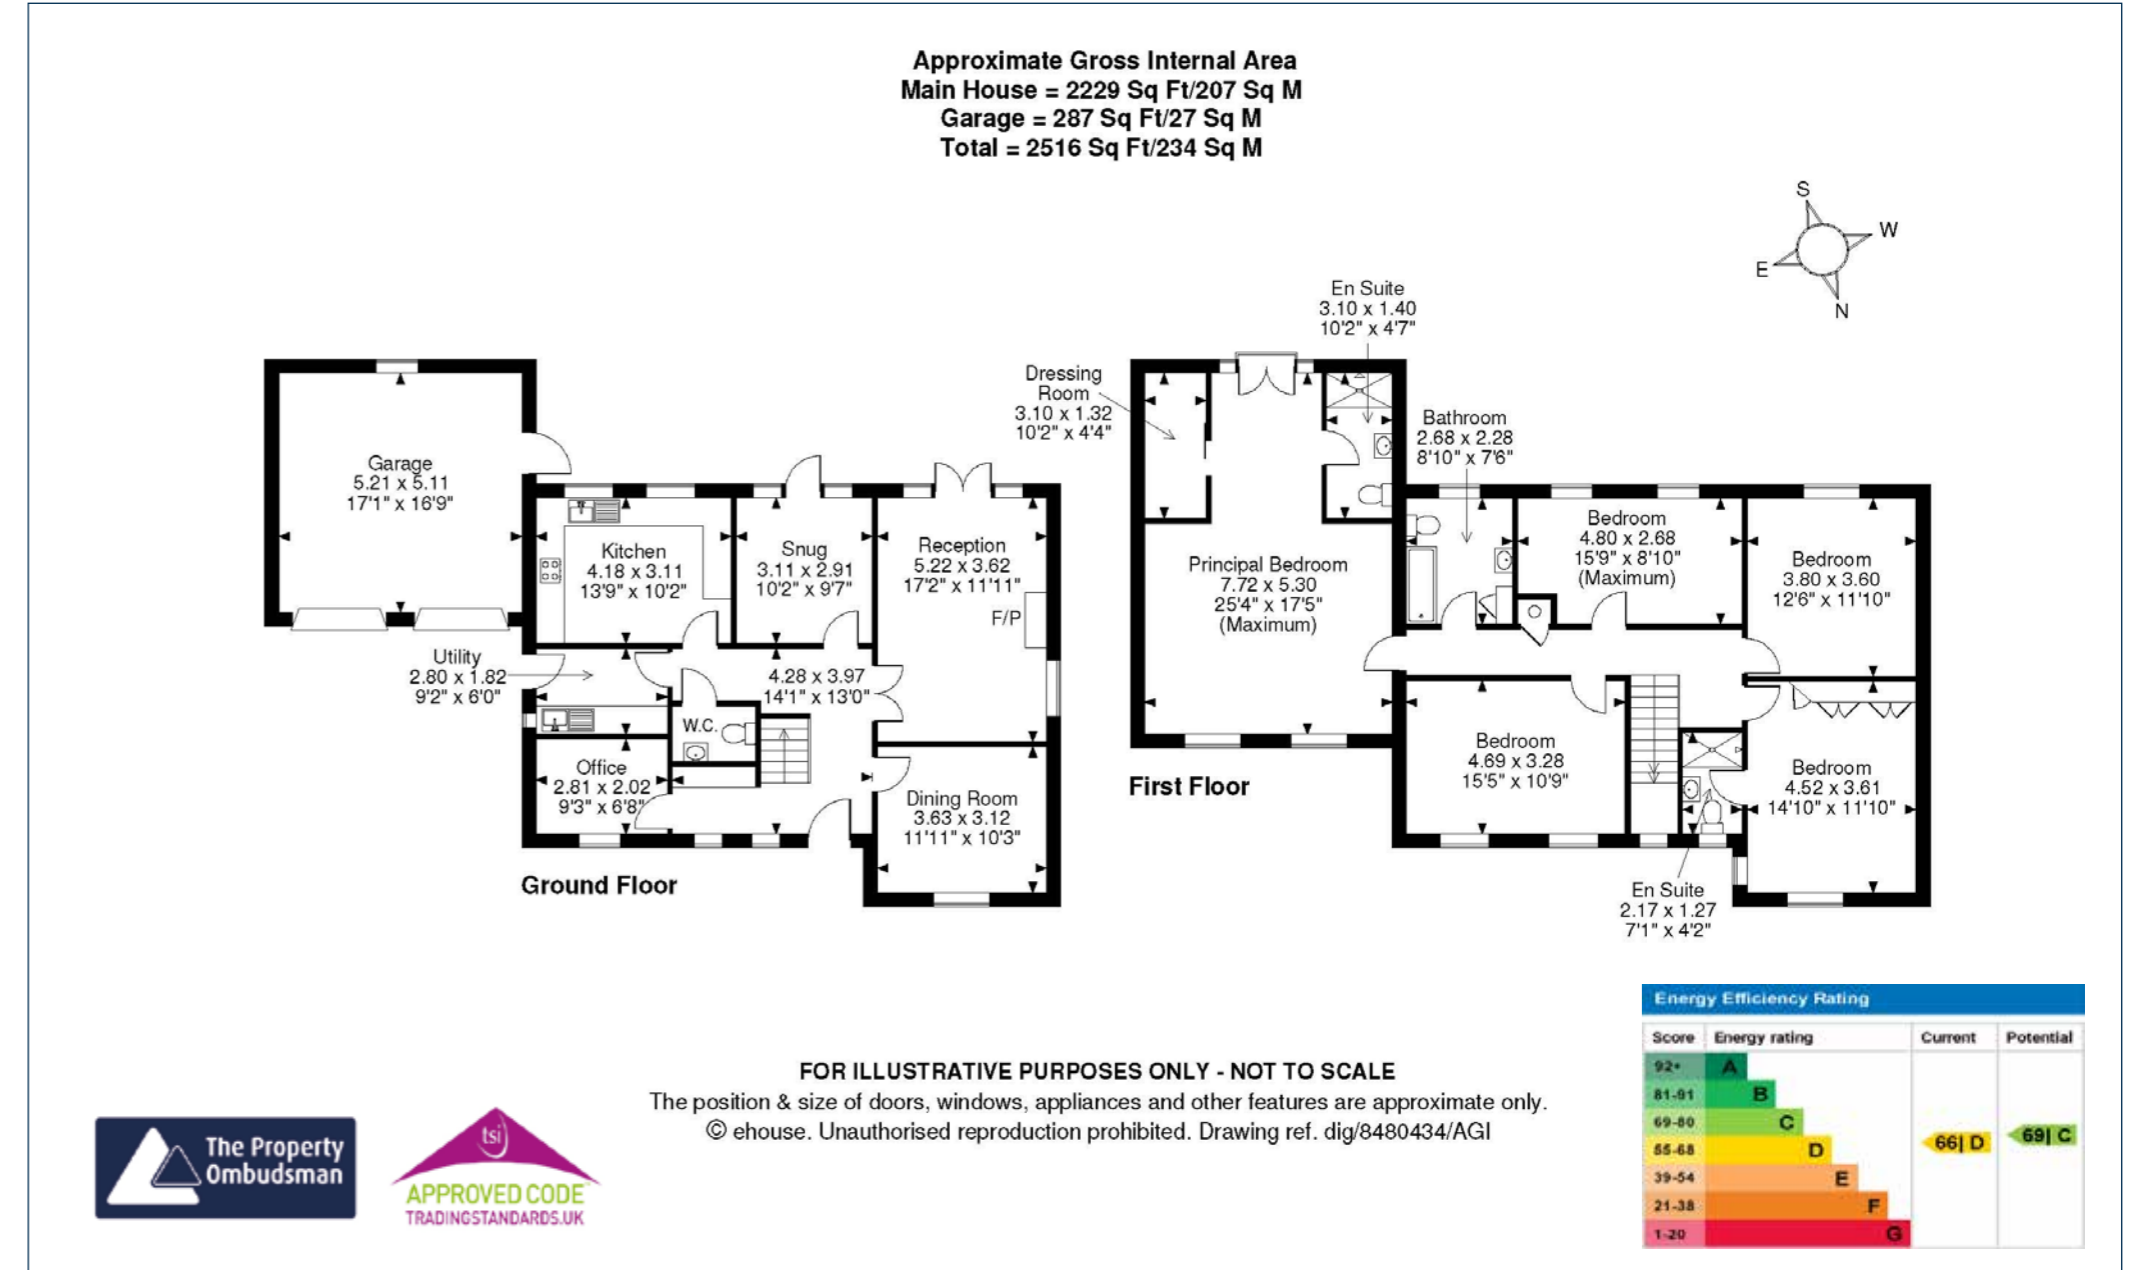 Approximate Gross Internal Area
Main House = 2229 Sq Ft/207 Sq M
Garage = 287 Sq Ft/27 Sq M
Total = 2516 Sq Ft/234 Sq M
S
W
E
N
Garage
5.21 x 5.11
17'1" x 16'9"
Kitchen
4.18 x 3.11
13'9" x 10'2"
Snug
3.11 x 2.91
10'2" x 9'7"
Reception
5.22 x 3.62
17'2" x 11'11"
F/P
Utility
2.80 x 1.82
9'2" x 6'0"
4.28 x 3.97
14'1" x 13'0"
W.C.
Office
2.81 x 2.02
9'3" x 6'8"
Dining Room
3.63 x 3.12
11'11" x 10'3"
Ground Floor
En Suite
3.10 x 1.40
10'2" x 4'7"
Dressing
Room
3.10 x 1.32
10'2" x 4'4"
Bathroom
2.68 x 2.28
8'10" x 7'6"
Principal Bedroom
7.72 x 5.30
25'4" x 17'5"
(Maximum)
Bedroom
4.80 x 2.68
15'9" x 8'10"
(Maximum)
Bedroom
3.80 x 3.60
12'6" x 11'10"
Bedroom
4.69 x 3.28
15'5" x 10'9"
Bedroom
4.52 x 3.61
14'10" x 11'10"
En Suite
2.17 x 1.27
7'1" x 4'2"
First Floor
FOR ILLUSTRATIVE PURPOSES ONLY - NOT TO SCALE
The position & size of doors, windows, appliances and other features are approximate only.
© ehouse. Unauthorised reproduction prohibited. Drawing ref. dig/8480434/AGI
The Property
Ombudsman
tsi
APPROVED CODE
TRADINGSTANDARDS.UK
Energy Efficiency Rating
Score Energy rating Current Potential
92+ A
81-91 B
69-80 C 69| C
55-68 D 66| D
39-54 E
21-38 F
1-20 G